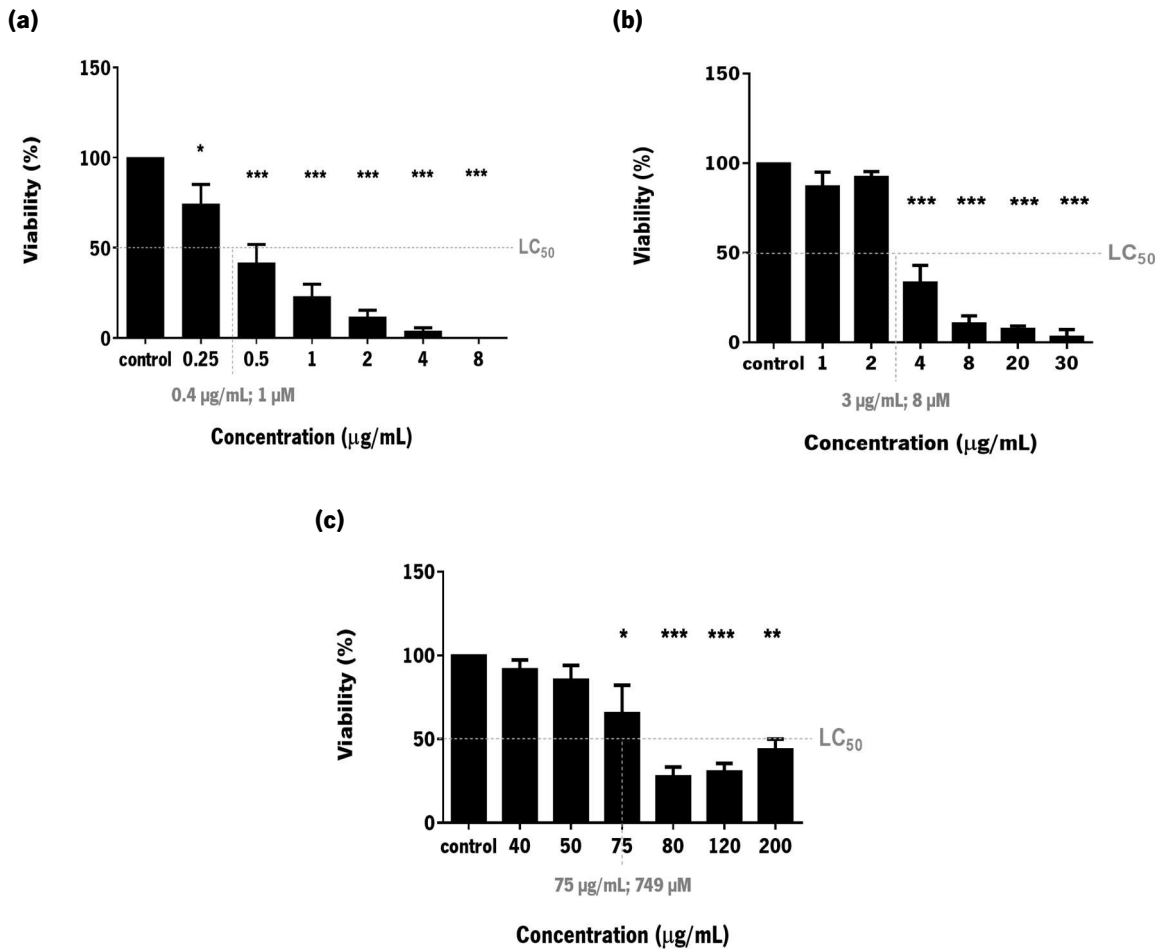 (a)
Viability (%)
150
100
50
0
*
***
***
***
***
***
LC50
control 0.25 0.5 1 2 4 8
0.4 µg/mL; 1 µM
Concentration (µg/mL)
(b)
Viability (%)
150
100
50
0
***
***
***
***
LC50
control 1 2 4 8 20 30
3 µg/mL; 8 µM
Concentration (µg/mL)
(c)
Viability (%)
150
100
50
0
*
***
***
**
LC50
control 40 50 75 80 120 200
75 µg/mL; 749 µM
Concentration (µg/mL)